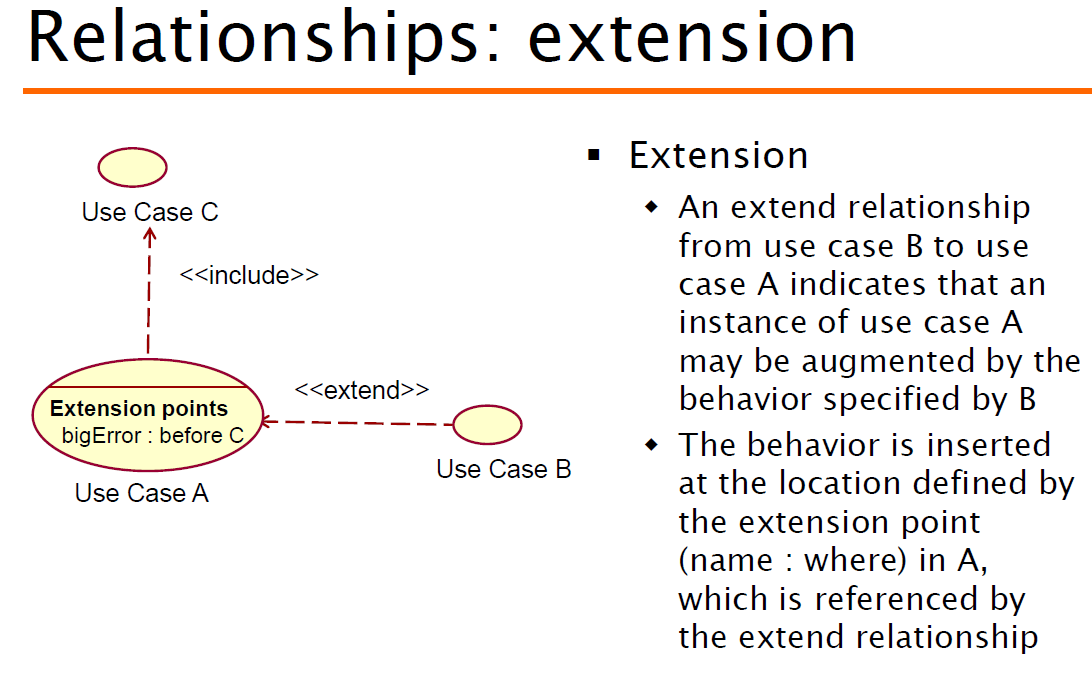 Relationships: extension
Use Case C
<<include>>
<<extend>>
Extension points
bigError : before C
Use Case A
Use Case B
Extension
An extend relationship
from use case B to use
case A indicates that an
instance of use case A
may be augmented by the
behavior specified by B
The behavior is inserted
at the location defined by
the extension point
(name : where) in A,
which is referenced by
the extend relationship